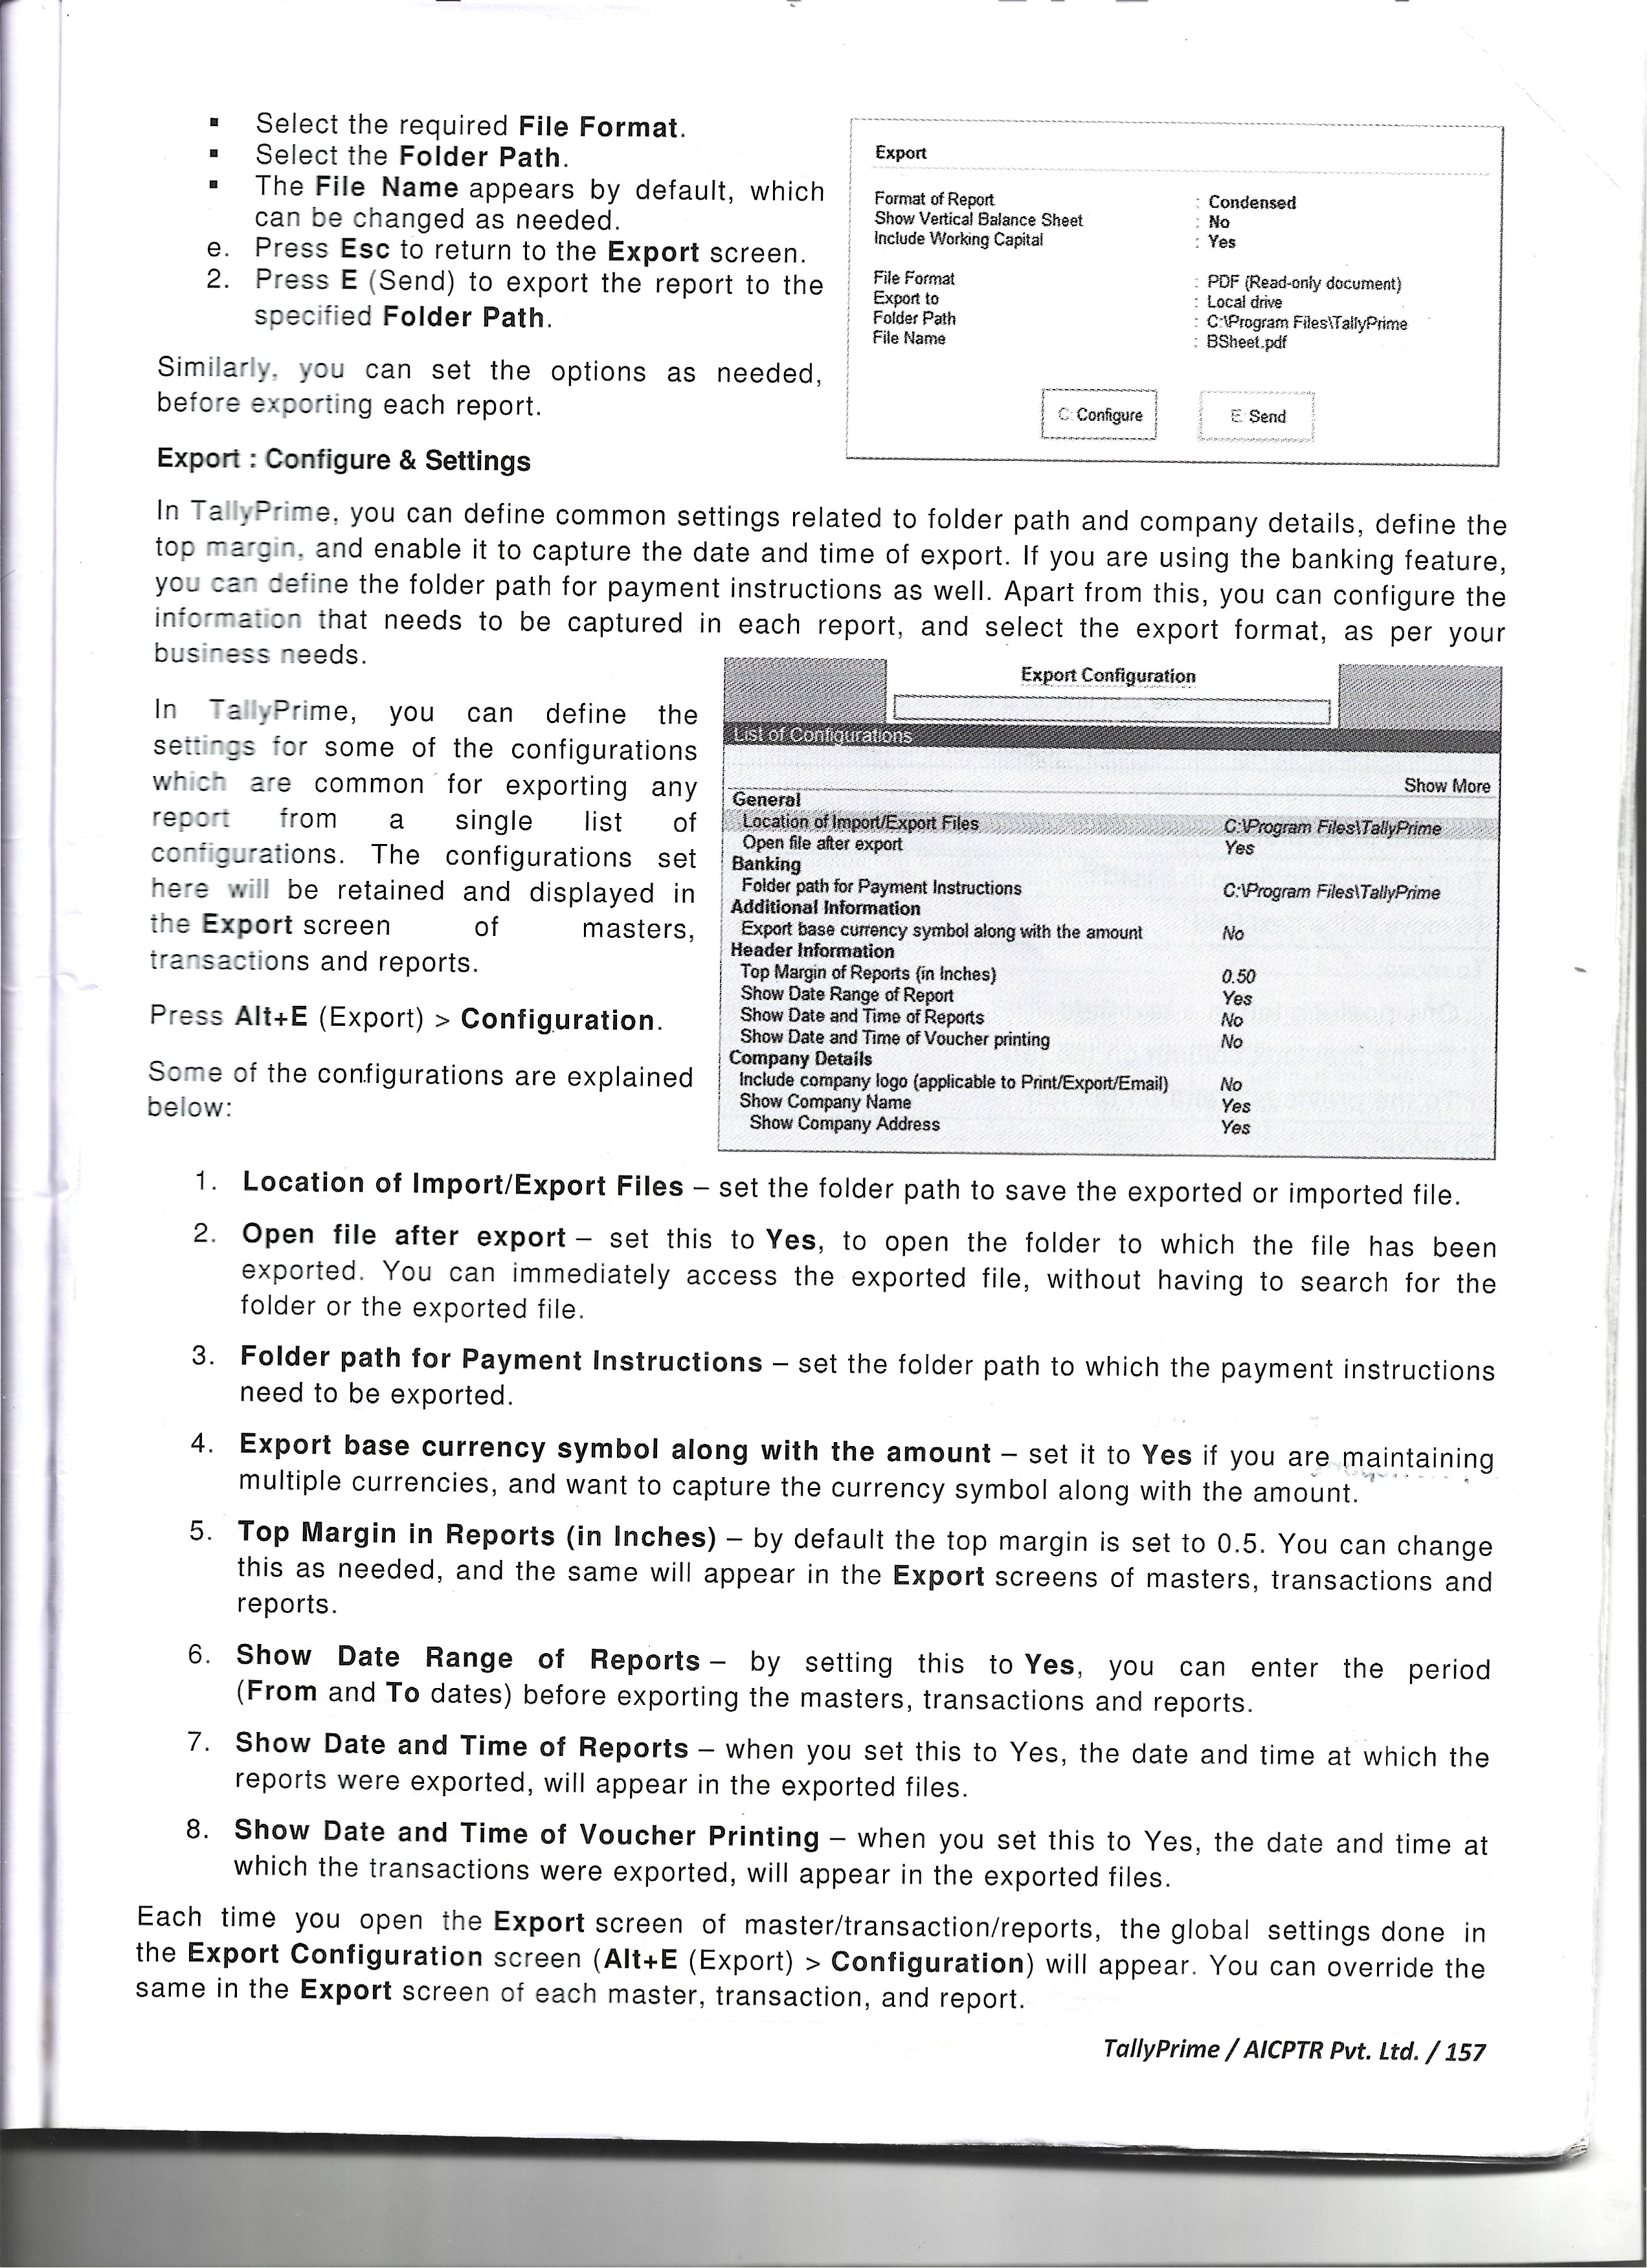 ▪ Select the required File Format.
▪ Select the Folder Path.
▪ The File Name appears by default, which
can be changed as needed.
e. Press Esc to return to the Export screen.
2. Press E (Send) to export the report to the
specified Folder Path.
Similarly, you can set the options as needed,
before exporting each report.
Export
Format of Report : Condensed
Show Vertical Balance Sheet : No
Include Working Capital : Yes
File Format : PDF (Read-only document)
Export to : Local drive
Folder Path : C:\Program Files\TallyPrime
File Name : BSheet.pdf
C: Configure E: Send
Export : Configure & Settings
In TallyPrime, you can define common settings related to folder path and company details, define the
top margin, and enable it to capture the date and time of export. If you are using the banking feature,
you can define the folder path for payment instructions as well. Apart from this, you can configure the
information that needs to be captured in each report, and select the export format, as per your
business needs.
In TallyPrime, you can define the
settings for some of the configurations
which are common for exporting any
report from a single list of
configurations. The configurations set
here will be retained and displayed in
the Export screen of masters,
transactions and reports.
Press Alt+E (Export) > Configuration.
Some of the configurations are explained
below:
Export Configuration
List of Configurations
Show More
General
Location of Import/Export Files C:\Program Files\TallyPrime
Open file after export Yes
Banking
Folder path for Payment Instructions C:\Program Files\TallyPrime
Additional Information
Export base currency symbol along with the amount No
Header Information
Top Margin of Reports (in Inches) 0.50
Show Date Range of Report Yes
Show Date and Time of Reports No
Show Date and Time of Voucher printing No
Company Details
Include company logo (applicable to Print/Export/Email) No
Show Company Name Yes
Show Company Address Yes
1. Location of Import/Export Files – set the folder path to save the exported or imported file.
2. Open file after export – set this to Yes, to open the folder to which the file has been
exported. You can immediately access the exported file, without having to search for the
folder or the exported file.
3. Folder path for Payment Instructions – set the folder path to which the payment instructions
need to be exported.
4. Export base currency symbol along with the amount – set it to Yes if you are maintaining
multiple currencies, and want to capture the currency symbol along with the amount.
5. Top Margin in Reports (in Inches) – by default the top margin is set to 0.5. You can change
this as needed, and the same will appear in the Export screens of masters, transactions and
reports.
6. Show Date Range of Reports – by setting this to Yes, you can enter the period
(From and To dates) before exporting the masters, transactions and reports.
7. Show Date and Time of Reports – when you set this to Yes, the date and time at which the
reports were exported, will appear in the exported files.
8. Show Date and Time of Voucher Printing – when you set this to Yes, the date and time at
which the transactions were exported, will appear in the exported files.
Each time you open the Export screen of master/transaction/reports, the global settings done in
the Export Configuration screen (Alt+E (Export) > Configuration) will appear. You can override the
same in the Export screen of each master, transaction, and report.
TallyPrime / AICPTR Pvt. Ltd. / 157